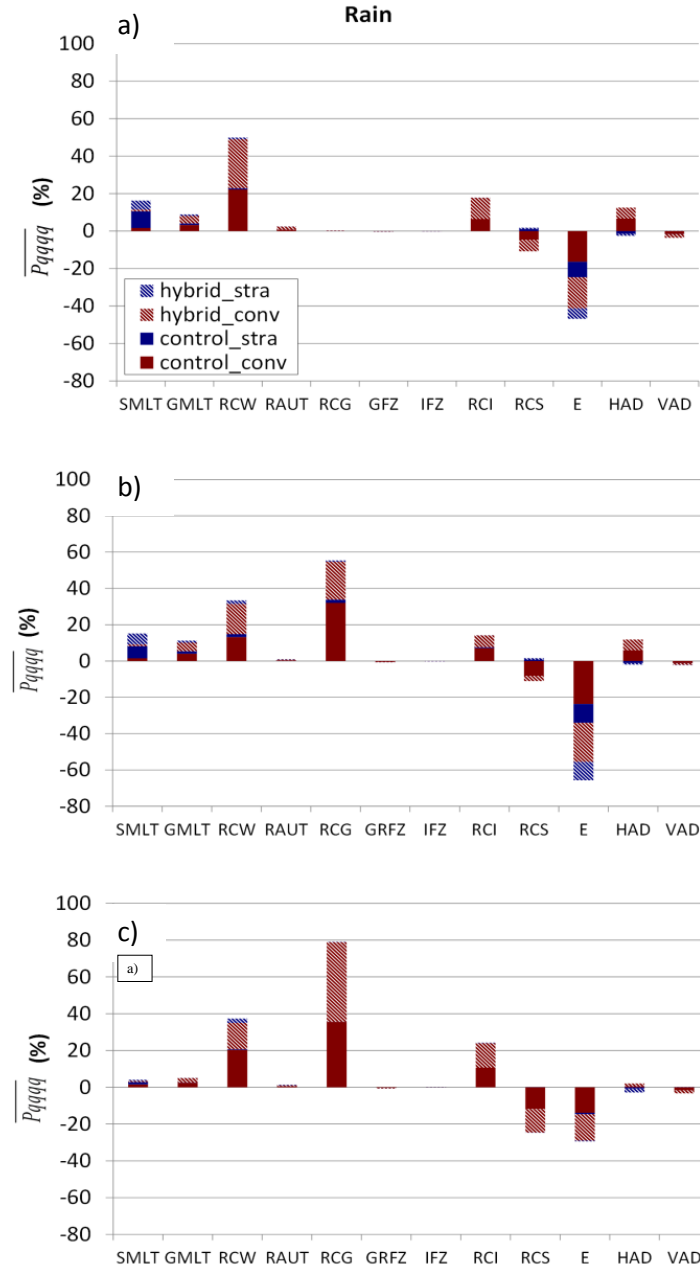 Rain
a)
100
80
60
40
20
0
-20
-40
-60
-80
Pqqqq (%)
hybrid_stra
hybrid_conv
control_stra
control_conv
SMLT GMLT RCW RAUT RCG GFZ IFZ RCI RCS E HAD VAD
b)
100
80
60
40
20
0
-20
-40
-60
-80
Pqqqq (%)
SMLT GMLT RCW RAUT RCG GRFZ IFZ RCI RCS E HAD VAD
c)
a)
100
80
60
40
20
0
-20
-40
-60
-80
Pqqqq (%)
SMLT GMLT RCW RAUT RCG GRFZ IFZ RCI RCS E HAD VAD